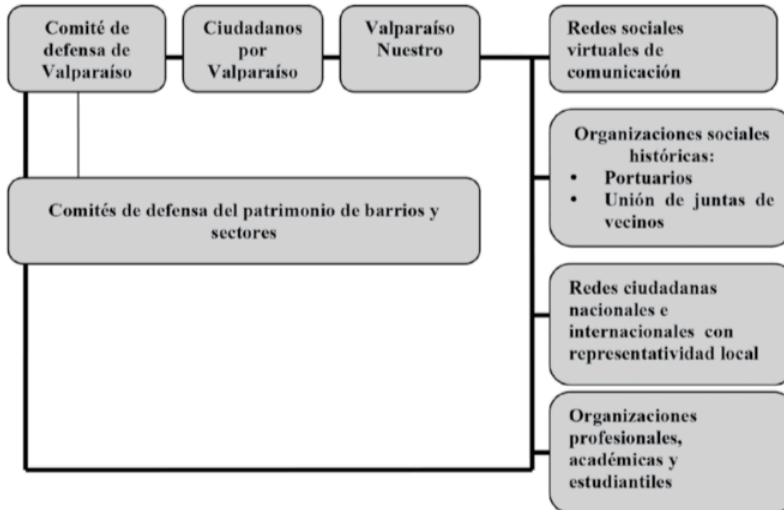 Comité de
defensa de
Valparaíso
Ciudadanos
por
Valparaíso
Valparaíso
Nuestro
Redes sociales
virtuales de
comunicación
Organizaciones sociales
históricas:
• Portuarios
• Unión de juntas de
vecinos
Comités de defensa del patrimonio de barrios y
sectores
Redes ciudadanas
nacionales e
internacionales con
representatividad local
Organizaciones
profesionales,
académicas y
estudiantiles